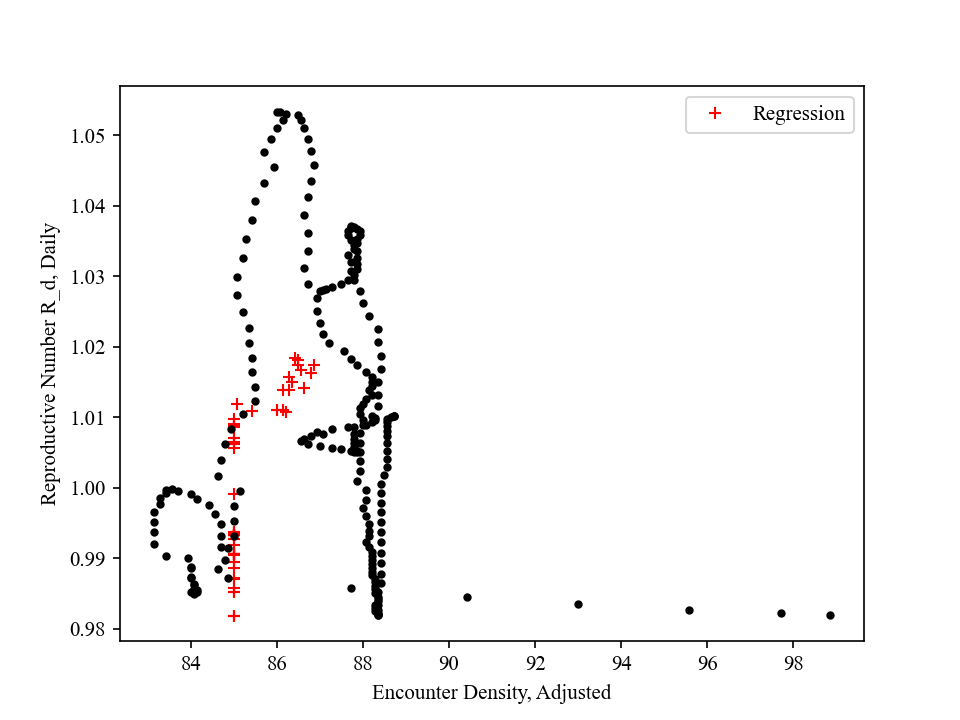 Regression
1.05
1.04
1.03
1.02
1.01
1.00
0.99
0.98
Reproductive Number R_d, Daily
84 86 88 90 92 94 96 98
Encounter Density, Adjusted